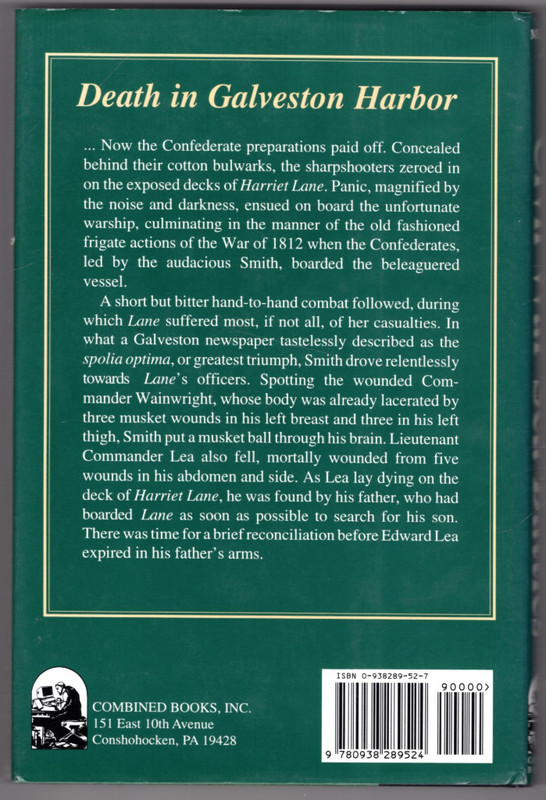 Death in Galveston Harbor
... Now the Confederate preparations paid off. Concealed
behind their cotton bulwarks, the sharpshooters zeroed in
on the exposed decks of Harriet Lane. Panic, magnified by
the noise and darkness, ensued on board the unfortunate
warship, culminating in the manner of the old fashioned
frigate actions of the War of 1812 when the Confederates,
led by the audacious Smith, boarded the beleaguered
vessel.
A short but bitter hand-to-hand combat followed, during
which Lane suffered most, if not all, of her casualties. In
what a Galveston newspaper tastelessly described as the
spolia optima, or greatest triumph, Smith drove relentlessly
towards Lane's officers. Spotting the wounded Com-
mander Wainwright, whose body was already lacerated by
three musket wounds in his left breast and three in his left
thigh, Smith put a musket ball through his brain. Lieutenant
Commander Lea also fell, mortally wounded from five
wounds in his abdomen and side. As Lea lay dying on the
deck of Harriet Lane, he was found by his father, who had
boarded Lane as soon as possible to search for his son.
There was time for a brief reconciliation before Edward Lea
expired in his father's arms.
COMBINED BOOKS, INC.
151 East 10th Avenue
Conshohocken, PA 19428
ISBN 0-938289-52-7
90000>
9 780938 289524